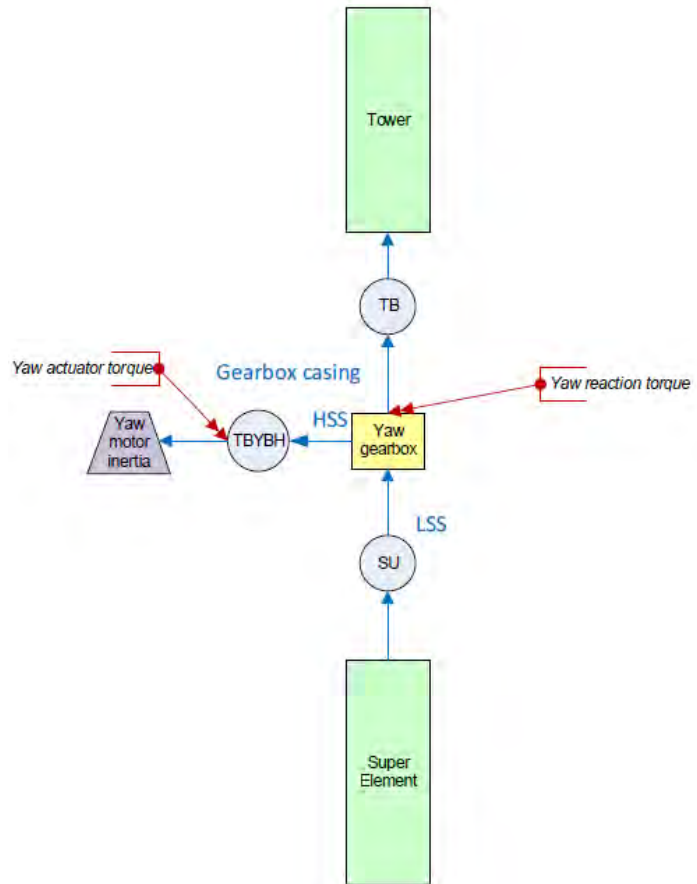 Tower
TB
Yaw actuator torque
Gearbox casing
Yaw reaction torque
HSS
Yaw
motor
inertia
TBYBH
Yaw
gearbox
LSS
SU
Super
Element